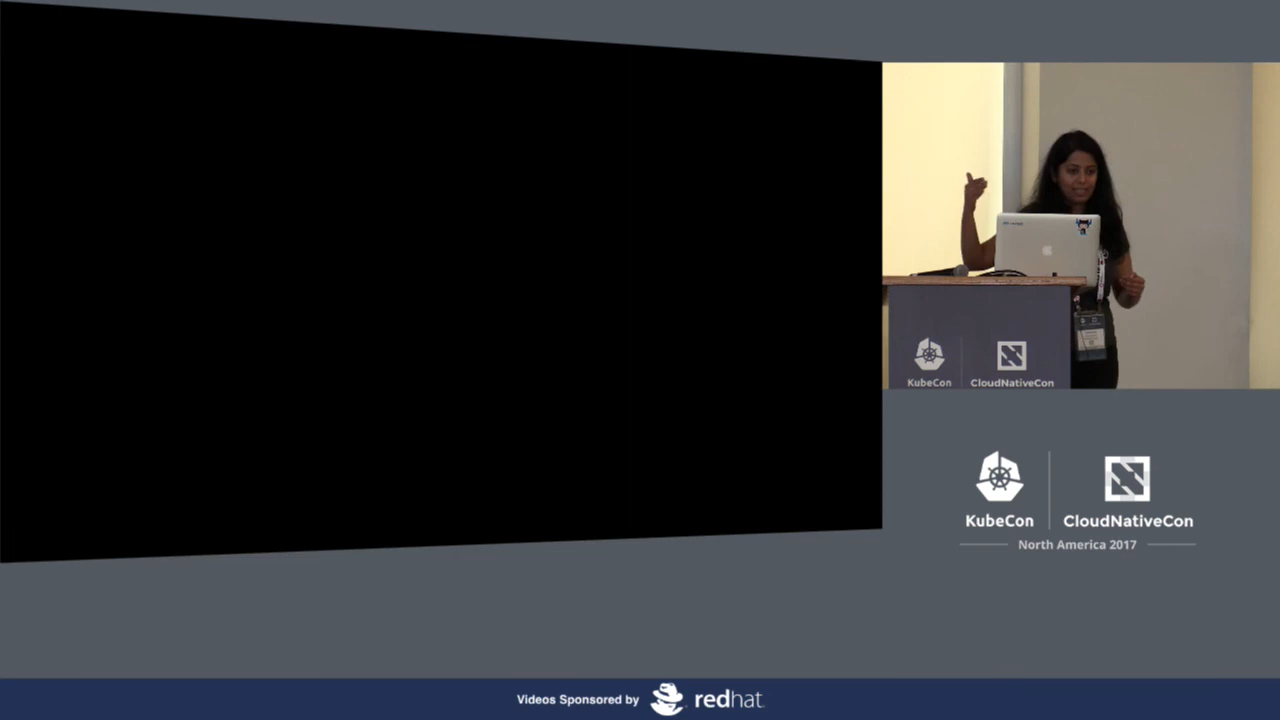 KubeCon
CloudNativeCon
KubeCon
CloudNativeCon
North America 2017
Videos Sponsored by
redhat.